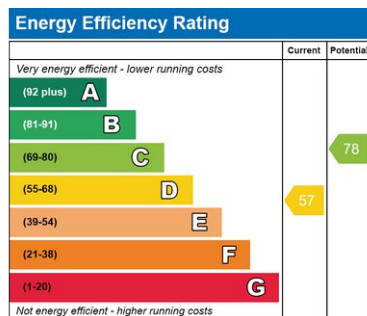 Energy Efficiency Rating
Current Potential
Very energy efficient - lower running costs
(92 plus) A
(81-91) B
(69-80) C
78
(55-68) D
57
(39-54) E
(21-38) F
(1-20) G
Not energy efficient - higher running costs